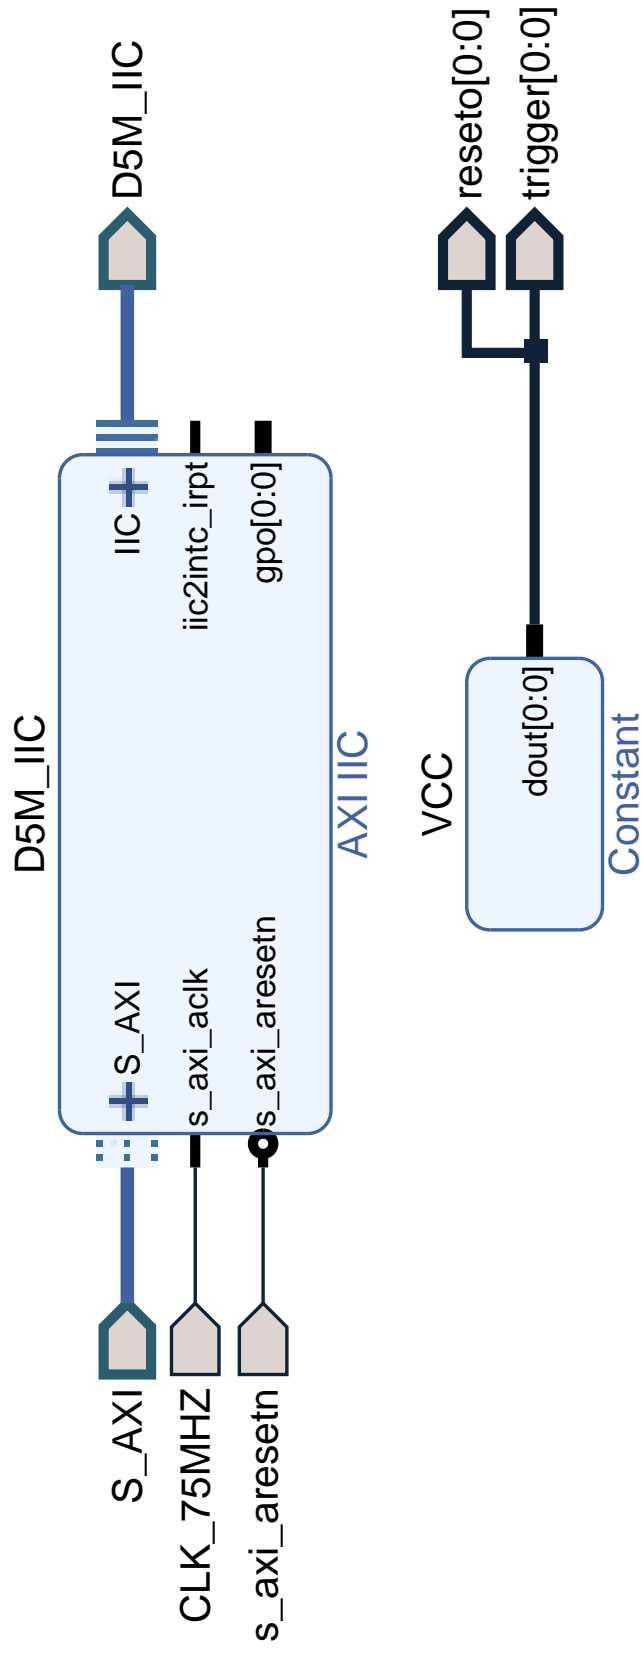 D5M_IIC
S_AXI
S_AXI
IIC
D5M_IIC
CLK_75MHZ
s_axi_aclk
iic2intc_irpt
s_axi_aresetn
s_axi_aresetn
gpo[0:0]
AXI IIC
VCC
reseto[0:0]
dout[0:0]
trigger[0:0]
Constant